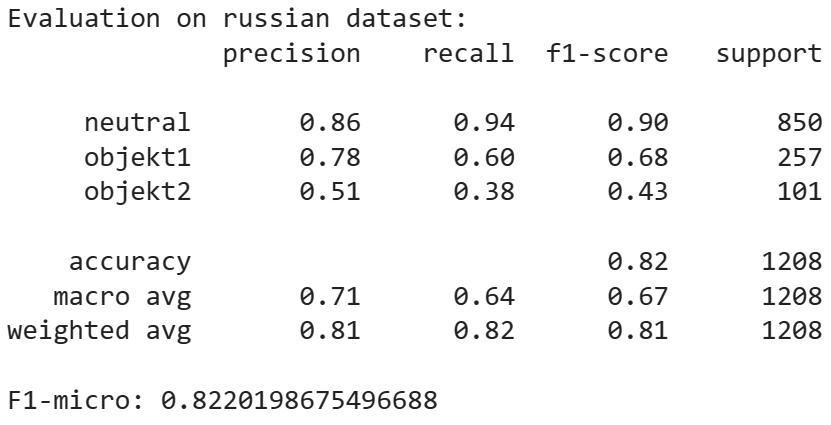 Evaluation on russian dataset:
precision recall f1-score support
neutral 0.86 0.94 0.90 850
objekt1 0.78 0.60 0.68 257
objekt2 0.51 0.38 0.43 101
accuracy 0.82 1208
macro avg 0.71 0.64 0.67 1208
weighted avg 0.81 0.82 0.81 1208
F1-micro: 0.8220198675496688